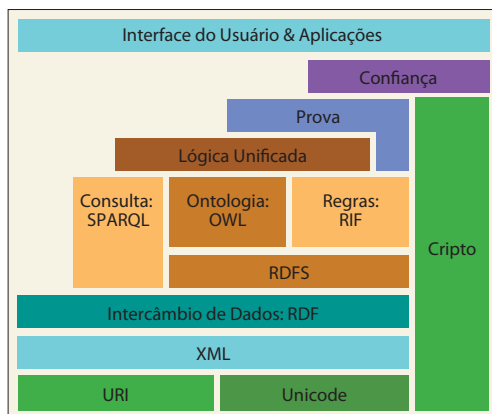 Interface do Usuário & Aplicações
Confiança
Prova
Lógica Unificada
Consulta:
SPARQL
Ontologia:
OWL
Regras:
RIF
Cripto
RDFS
Intercâmbio de Dados: RDF
XML
URI
Unicode